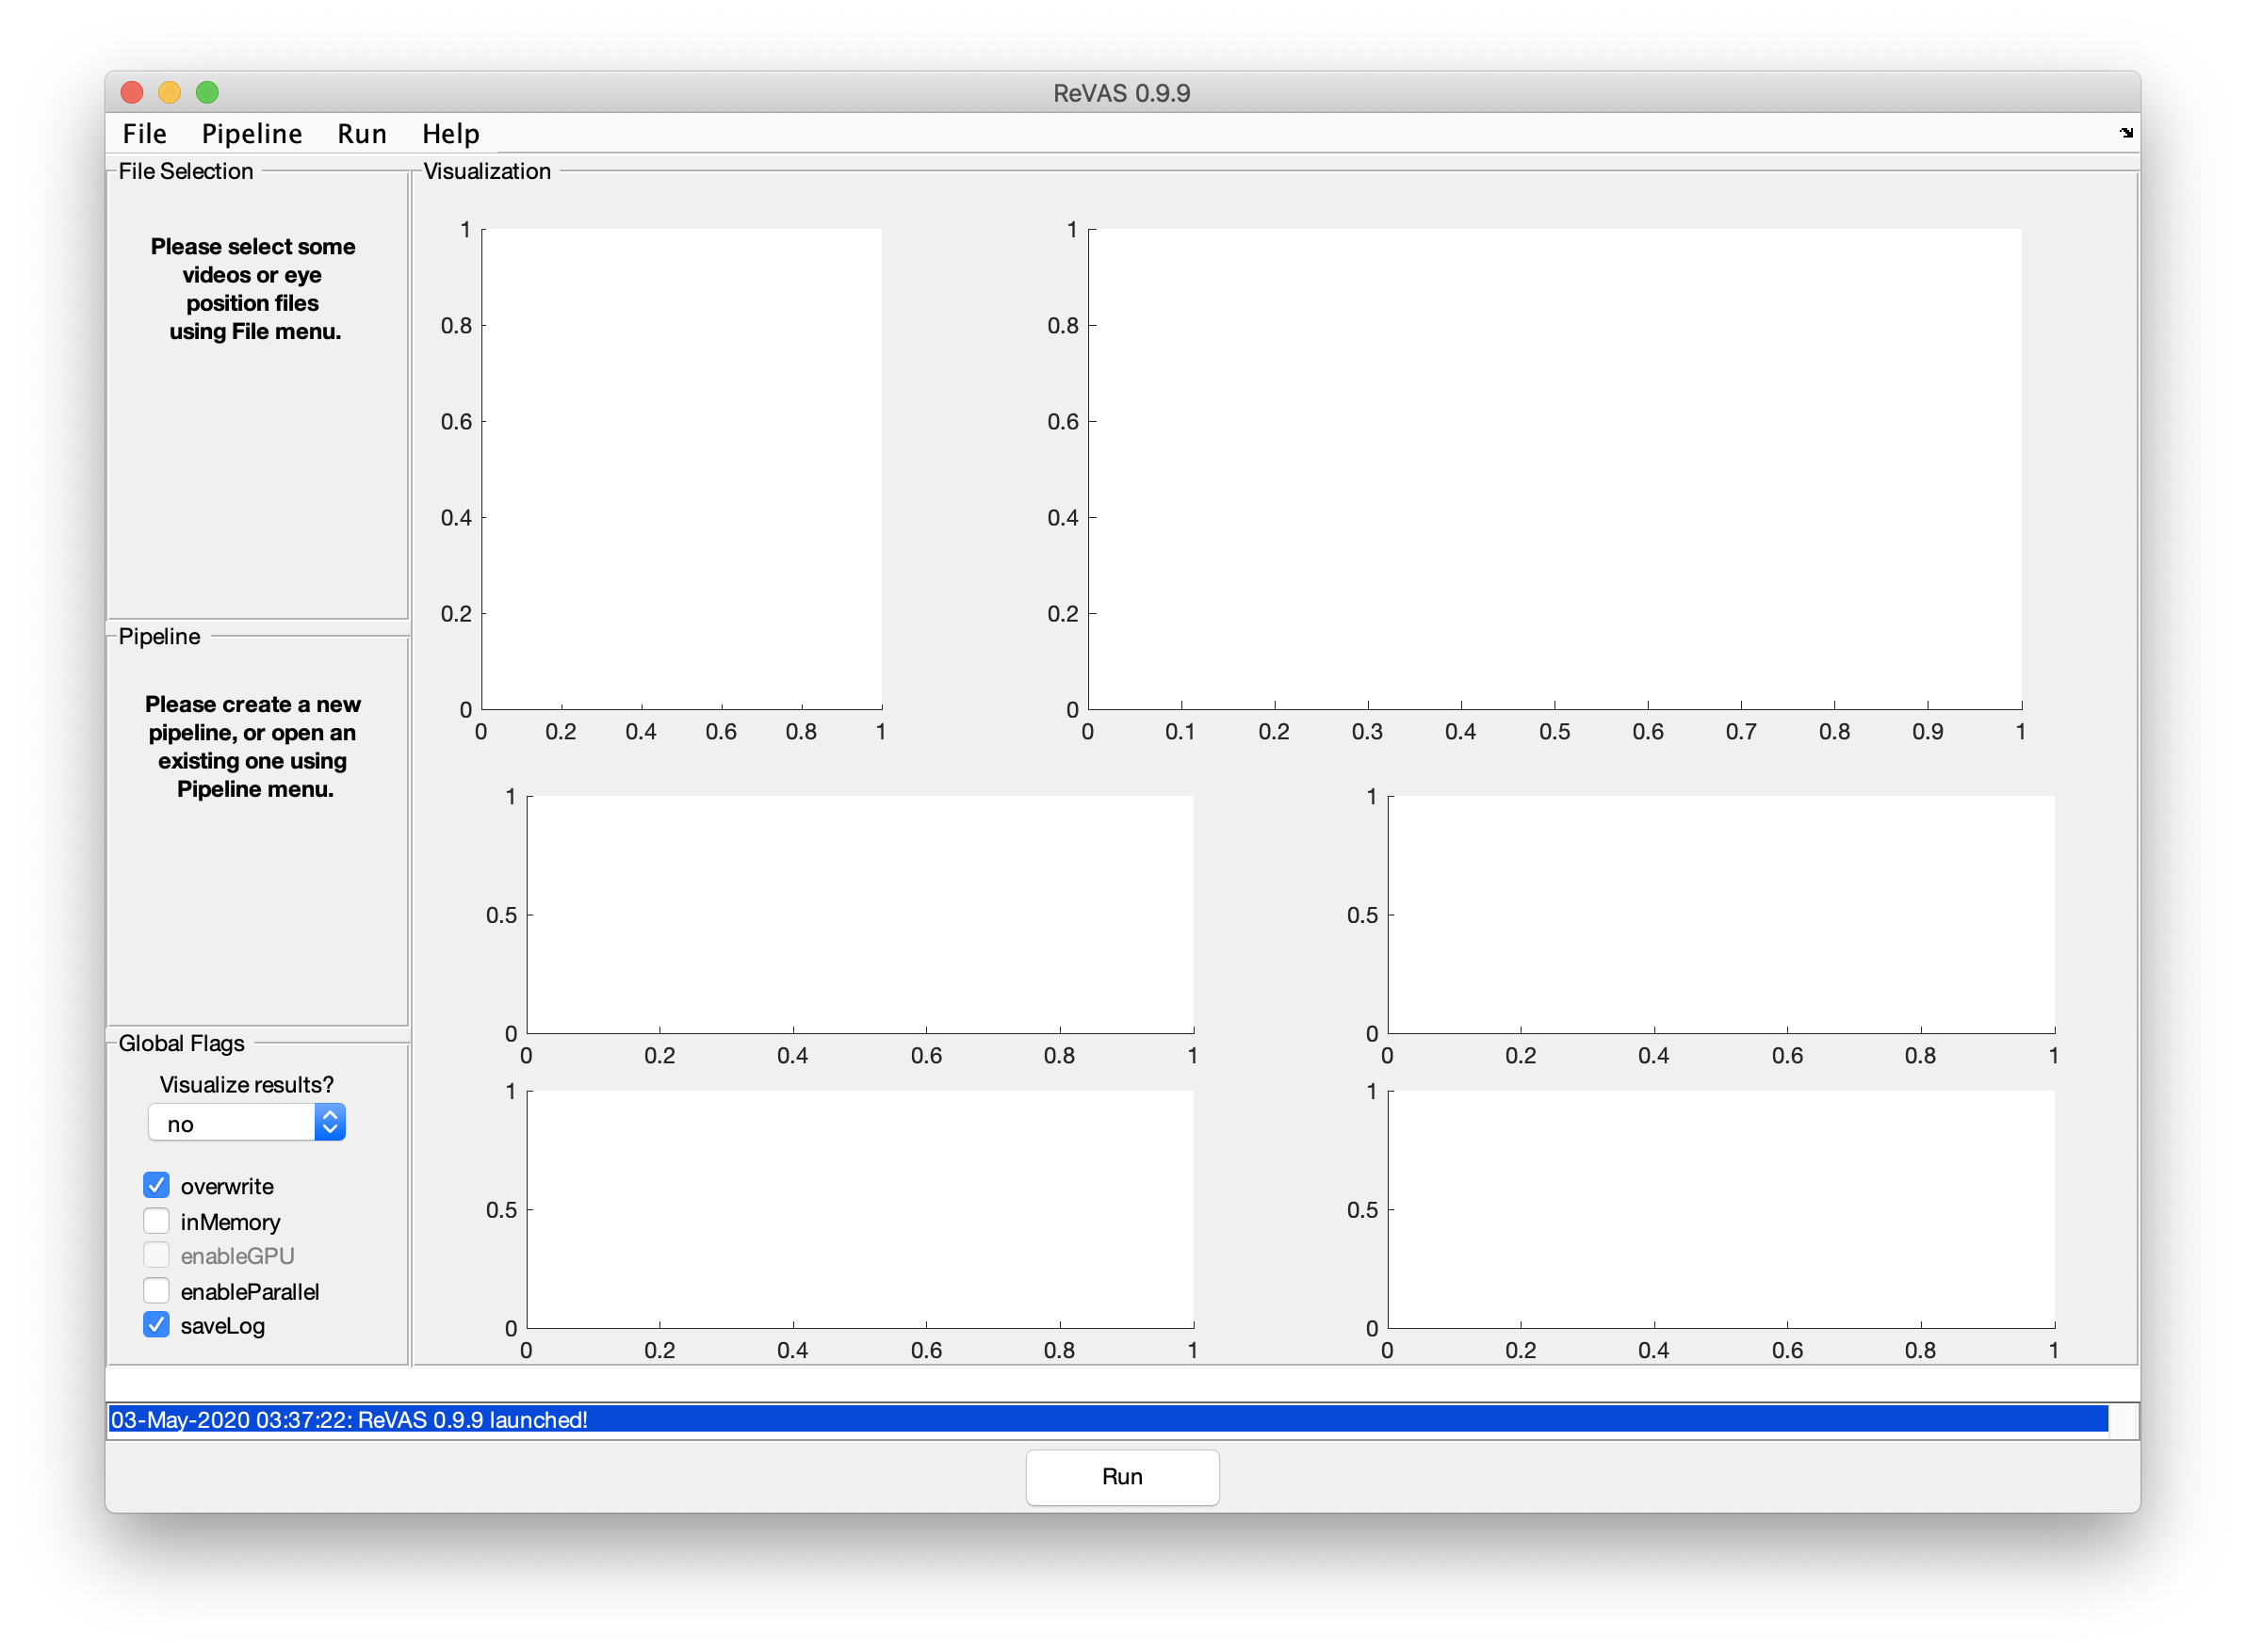 ReVAS 0.9.9
File Pipeline Run Help
File Selection
Please select some
videos or eye
position files
using File menu.
Pipeline
Please create a new
pipeline, or open an
existing one using
Pipeline menu.
Global Flags
Visualize results?
no
overwrite
inMemory
enableGPU
enableParallel
saveLog
Visualization
1
0.8
0.6
0.4
0.2
0
0 0.2 0.4 0.6 0.8 1
1
0.8
0.6
0.4
0.2
0
0 0.1 0.2 0.3 0.4 0.5 0.6 0.7 0.8 0.9 1
1
0.5
0
0 0.2 0.4 0.6 0.8 1
1
0.5
0
0 0.2 0.4 0.6 0.8 1
1
0.5
0
0 0.2 0.4 0.6 0.8 1
1
0.5
0
0 0.2 0.4 0.6 0.8 1
03-May-2020 03:37:22: ReVAS 0.9.9 launched!
Run